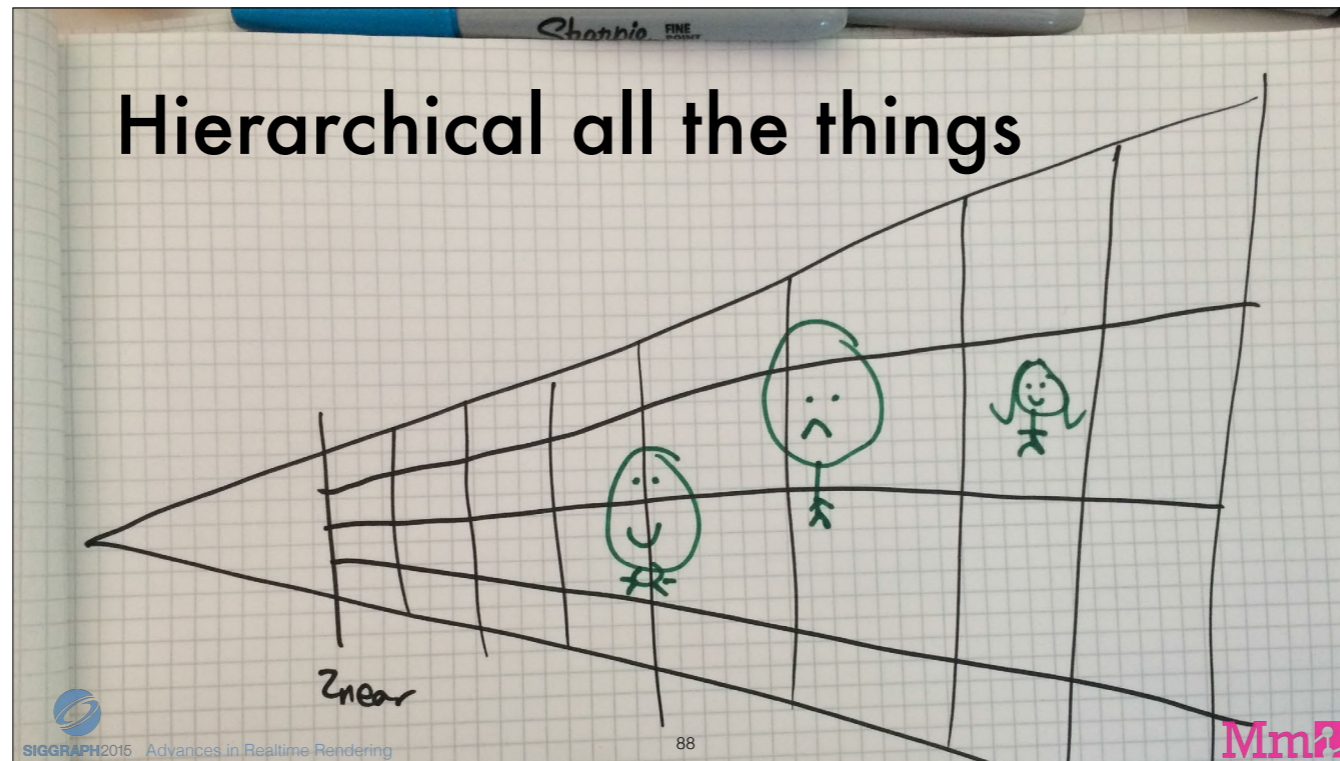 Sharpie FINE
POINT
Hierarchical all the things
Znear
SIGGRAPH2015 Advances in Realtime Rendering
88
Mm